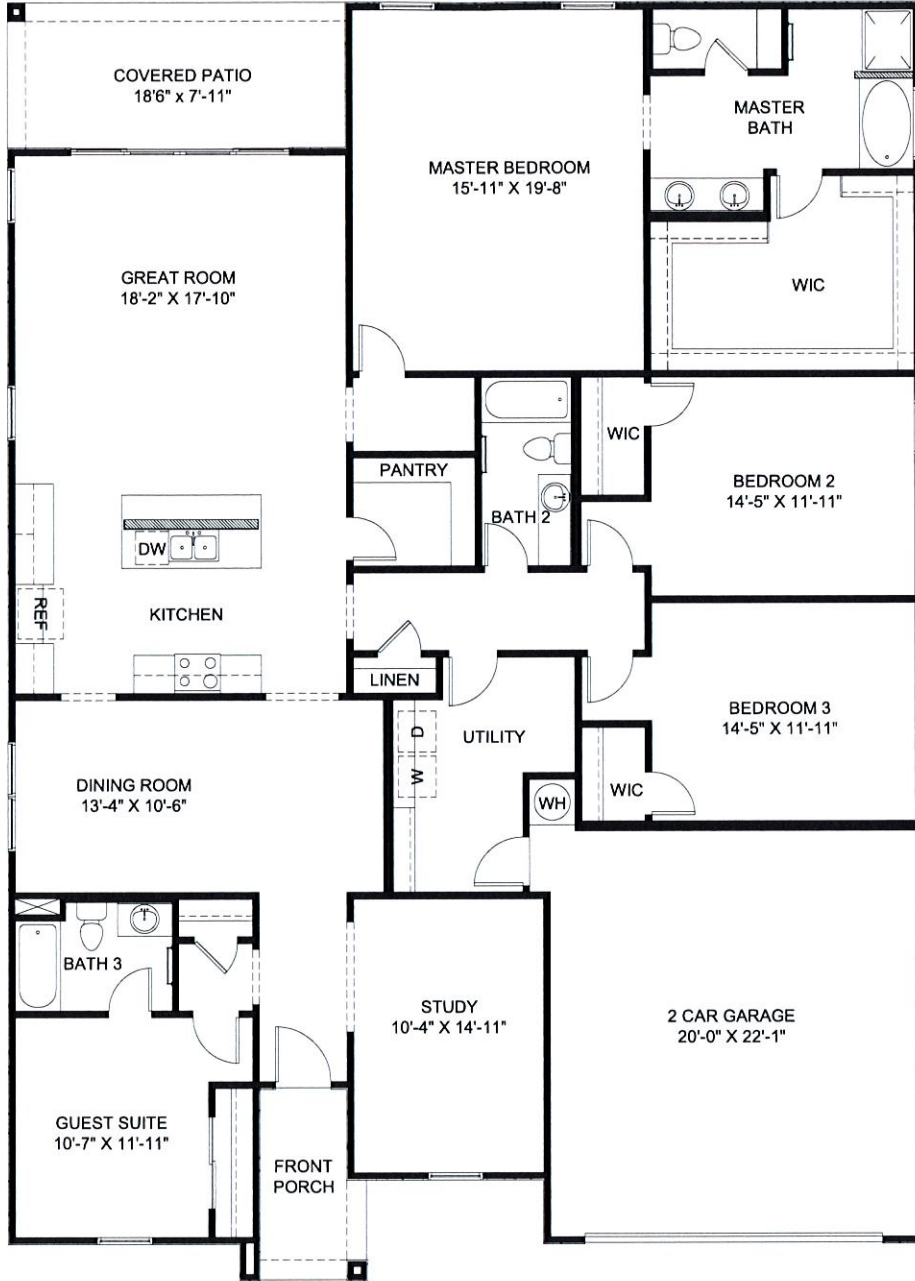 COVERED PATIO
18'6" x 7'-11"
MASTER BEDROOM
15'-11" X 19'-8"
MASTER
BATH
GREAT ROOM
18'-2" X 17'-10"
WIC
WIC
PANTRY
BEDROOM 2
14'-5" X 11'-11"
BATH 2
DW
REF
KITCHEN
LINEN
BEDROOM 3
14'-5" X 11'-11"
D
UTILITY
W
DINING ROOM
13'-4" X 10'-6"
WIC
WH
BATH 3
STUDY
10'-4" X 14'-11"
2 CAR GARAGE
20'-0" X 22'-1"
GUEST SUITE
10'-7" X 11'-11"
FRONT
PORCH